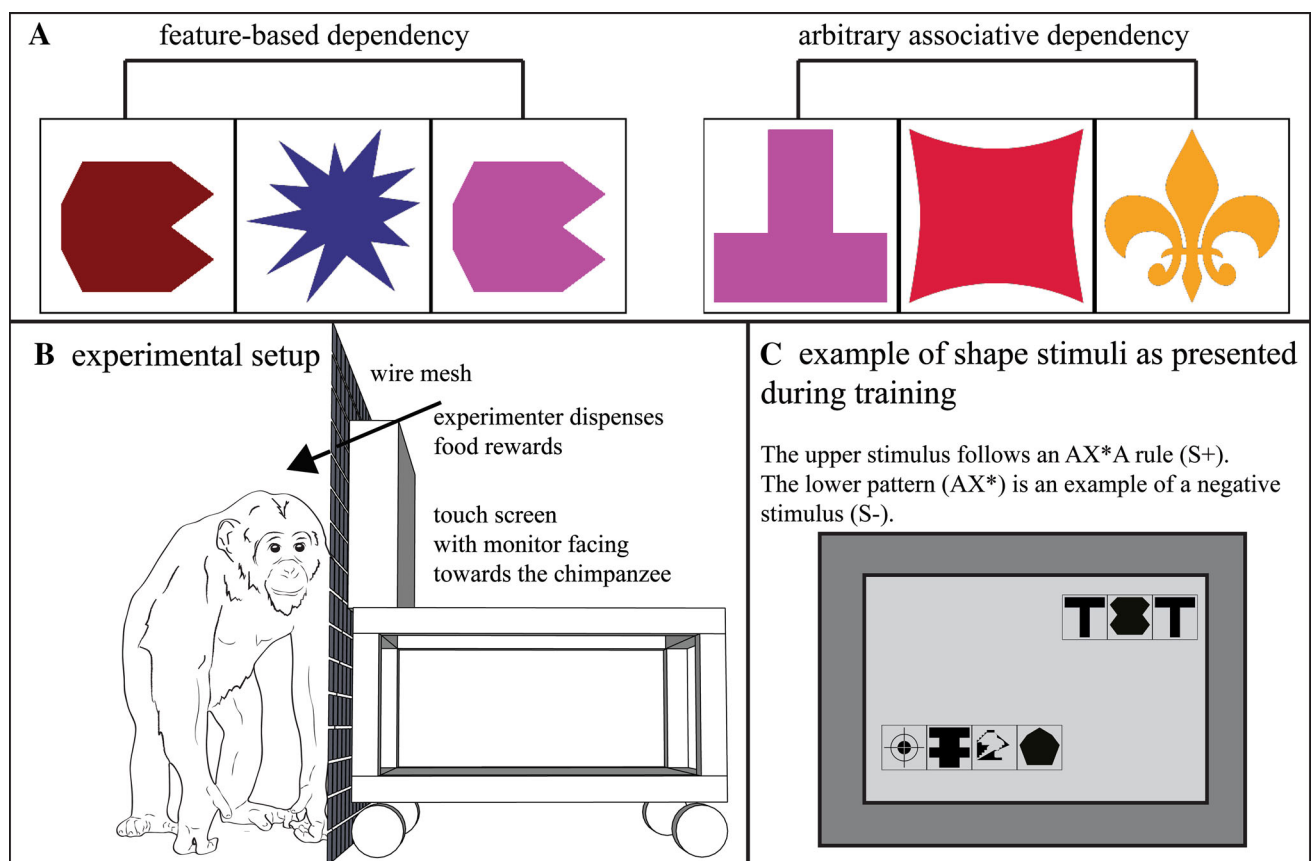 A
feature-based dependency
arbitrary associative dependency
B experimental setup
wire mesh
experimenter dispenses
food rewards
touch screen
with monitor facing
towards the chimpanzee
C example of shape stimuli as presented
during training
The upper stimulus follows an AX*A rule (S+).
The lower pattern (AX*) is an example of a negative
stimulus (S-).